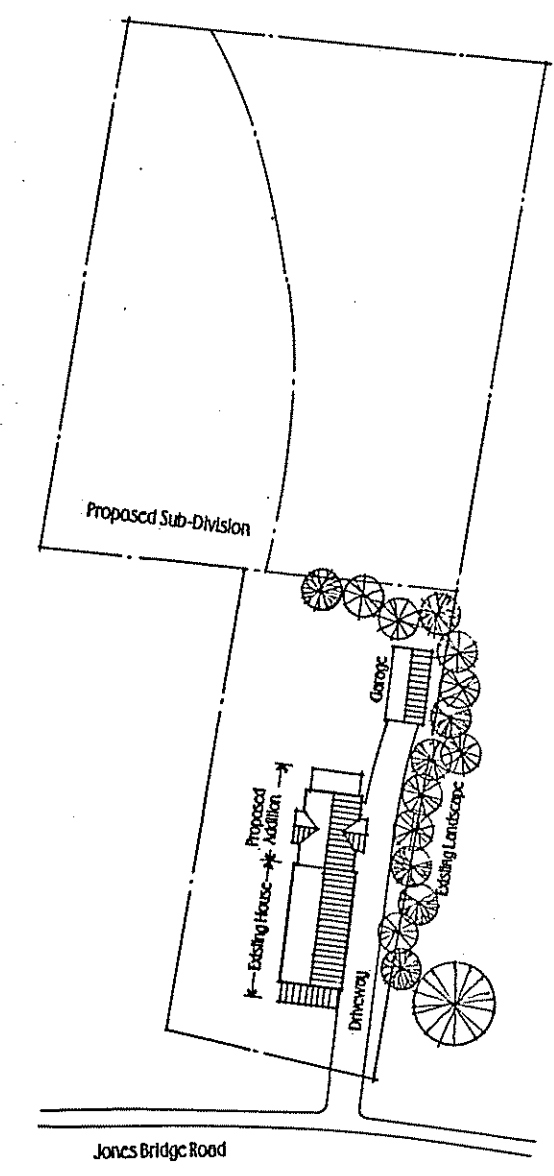 Proposed Sub-Division
Garage
Proposed
Addition
Existing House
Existing Landscape
Driveway
Jones Bridge Road